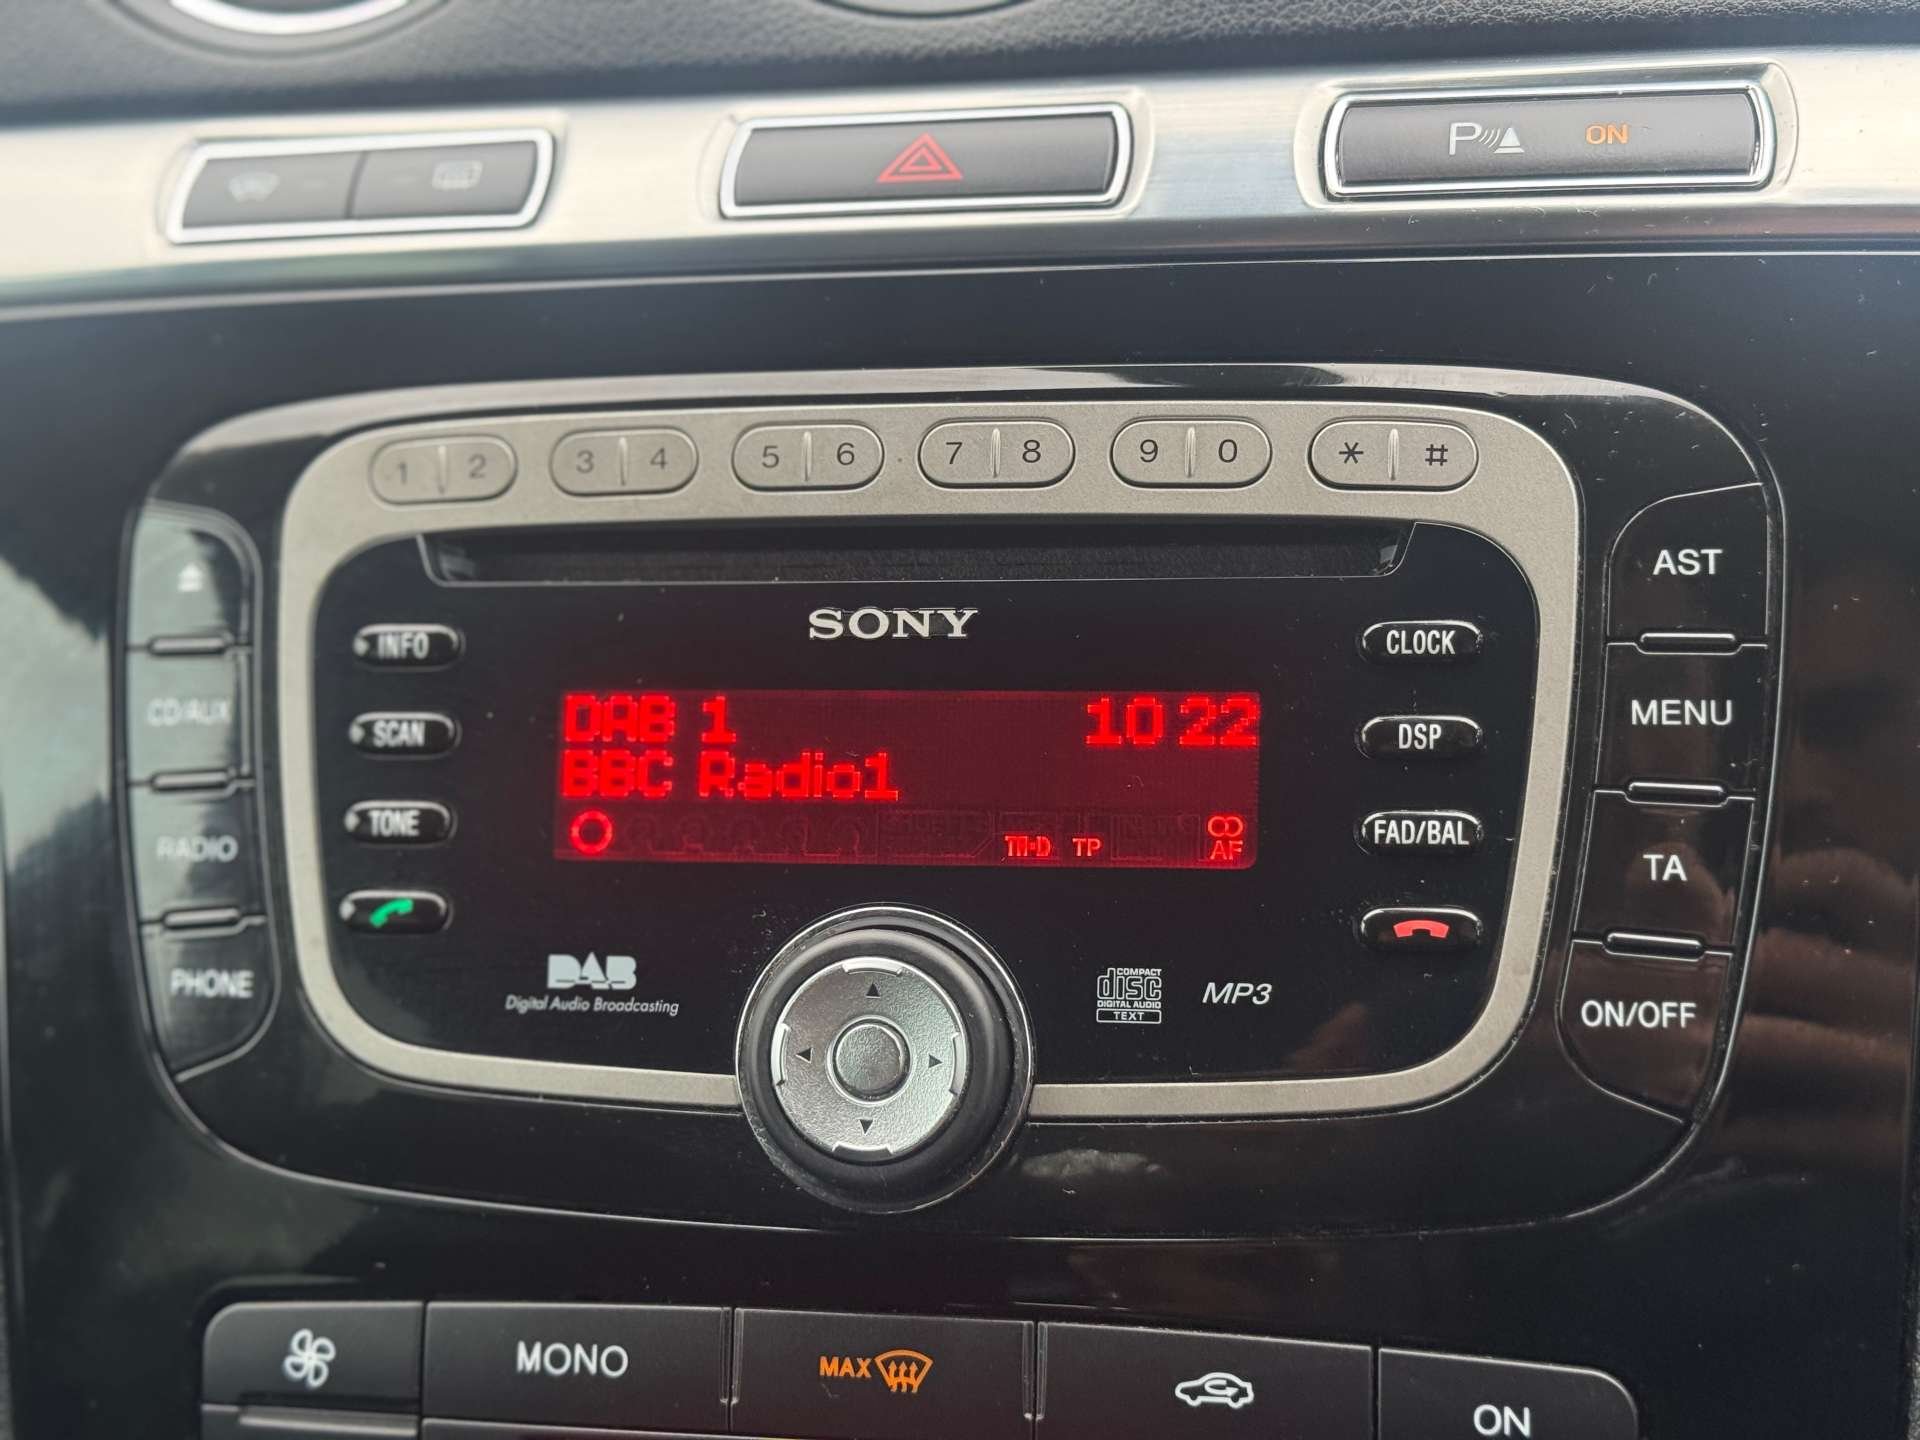 P ON
1 2 3 4 5 6 7 8 9 0 * #
AST
SONY
INFO
CLOCK
CD/AUX
DAB 1 10 22
MENU
SCAN
DSP
BBC Radio1
RADIO
TONE
TP
AF
FAD/BAL
TA
PHONE
DAB
Digital Audio Broadcasting
COMPACT
disc
DIGITAL AUDIO
TEXT
MP3
ON/OFF
MONO
MAX
ON